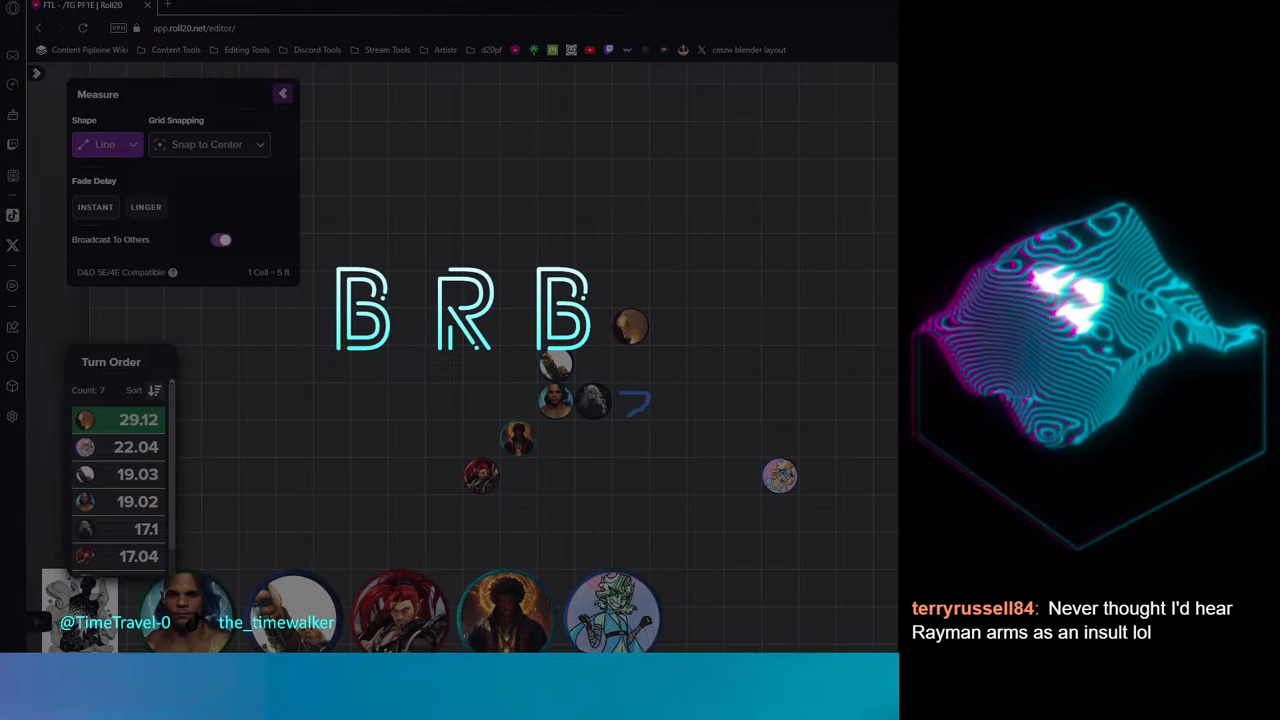 FTL - /TG PF1E | Roll20
VPN
app.roll20.net/editor/
Content Pipleine Wiki
Content Tools
Editing Tools
Discord Tools
Stream Tools
Artists
d20pf
cmzw blender layout
Measure
Shape
Grid Snapping
Line
Snap to Center
Fade Delay
INSTANT
LINGER
Broadcast To Others
D&D 5E/4E Compatible
1 Cell = 5 ft.
B R B
Turn Order
Count: 7
Sort
29.12
22.04
19.03
19.02
17.1
17.04
@TimeTravel-0
the_timewalker
terryrussell84: Never thought I'd hear
Rayman arms as an insult lol